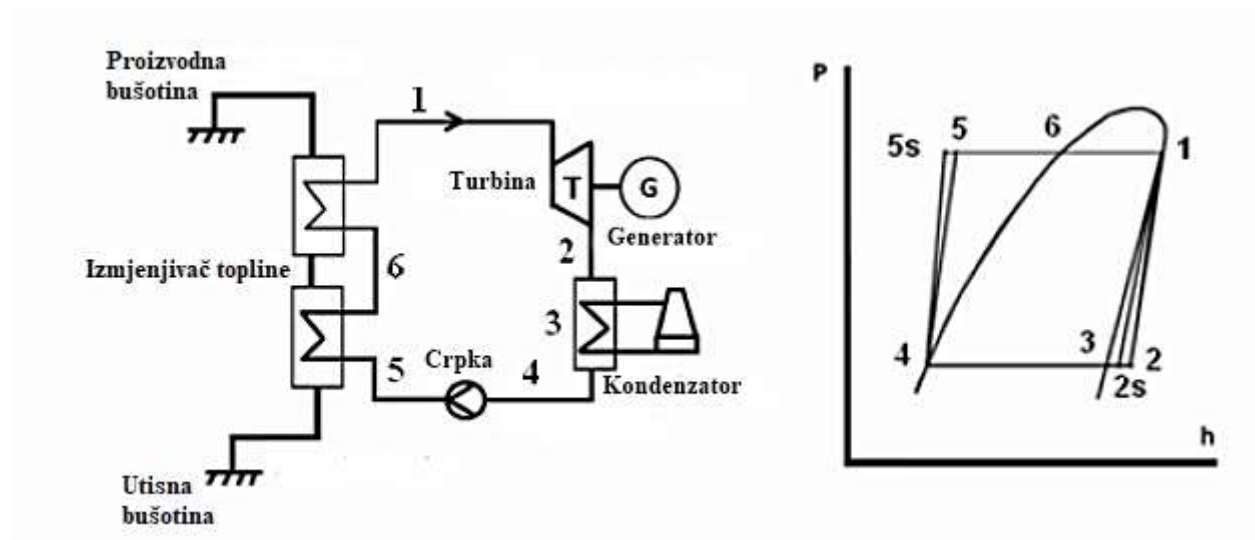 Proizvodna
bušotina
1
Turbina
T
G
Generator
2
Izmjenjivač topline
6
3
Crpka
5
4
Kondenzator
Utisna
bušotina
P
5s
5
6
1
4
3
2s
2
h